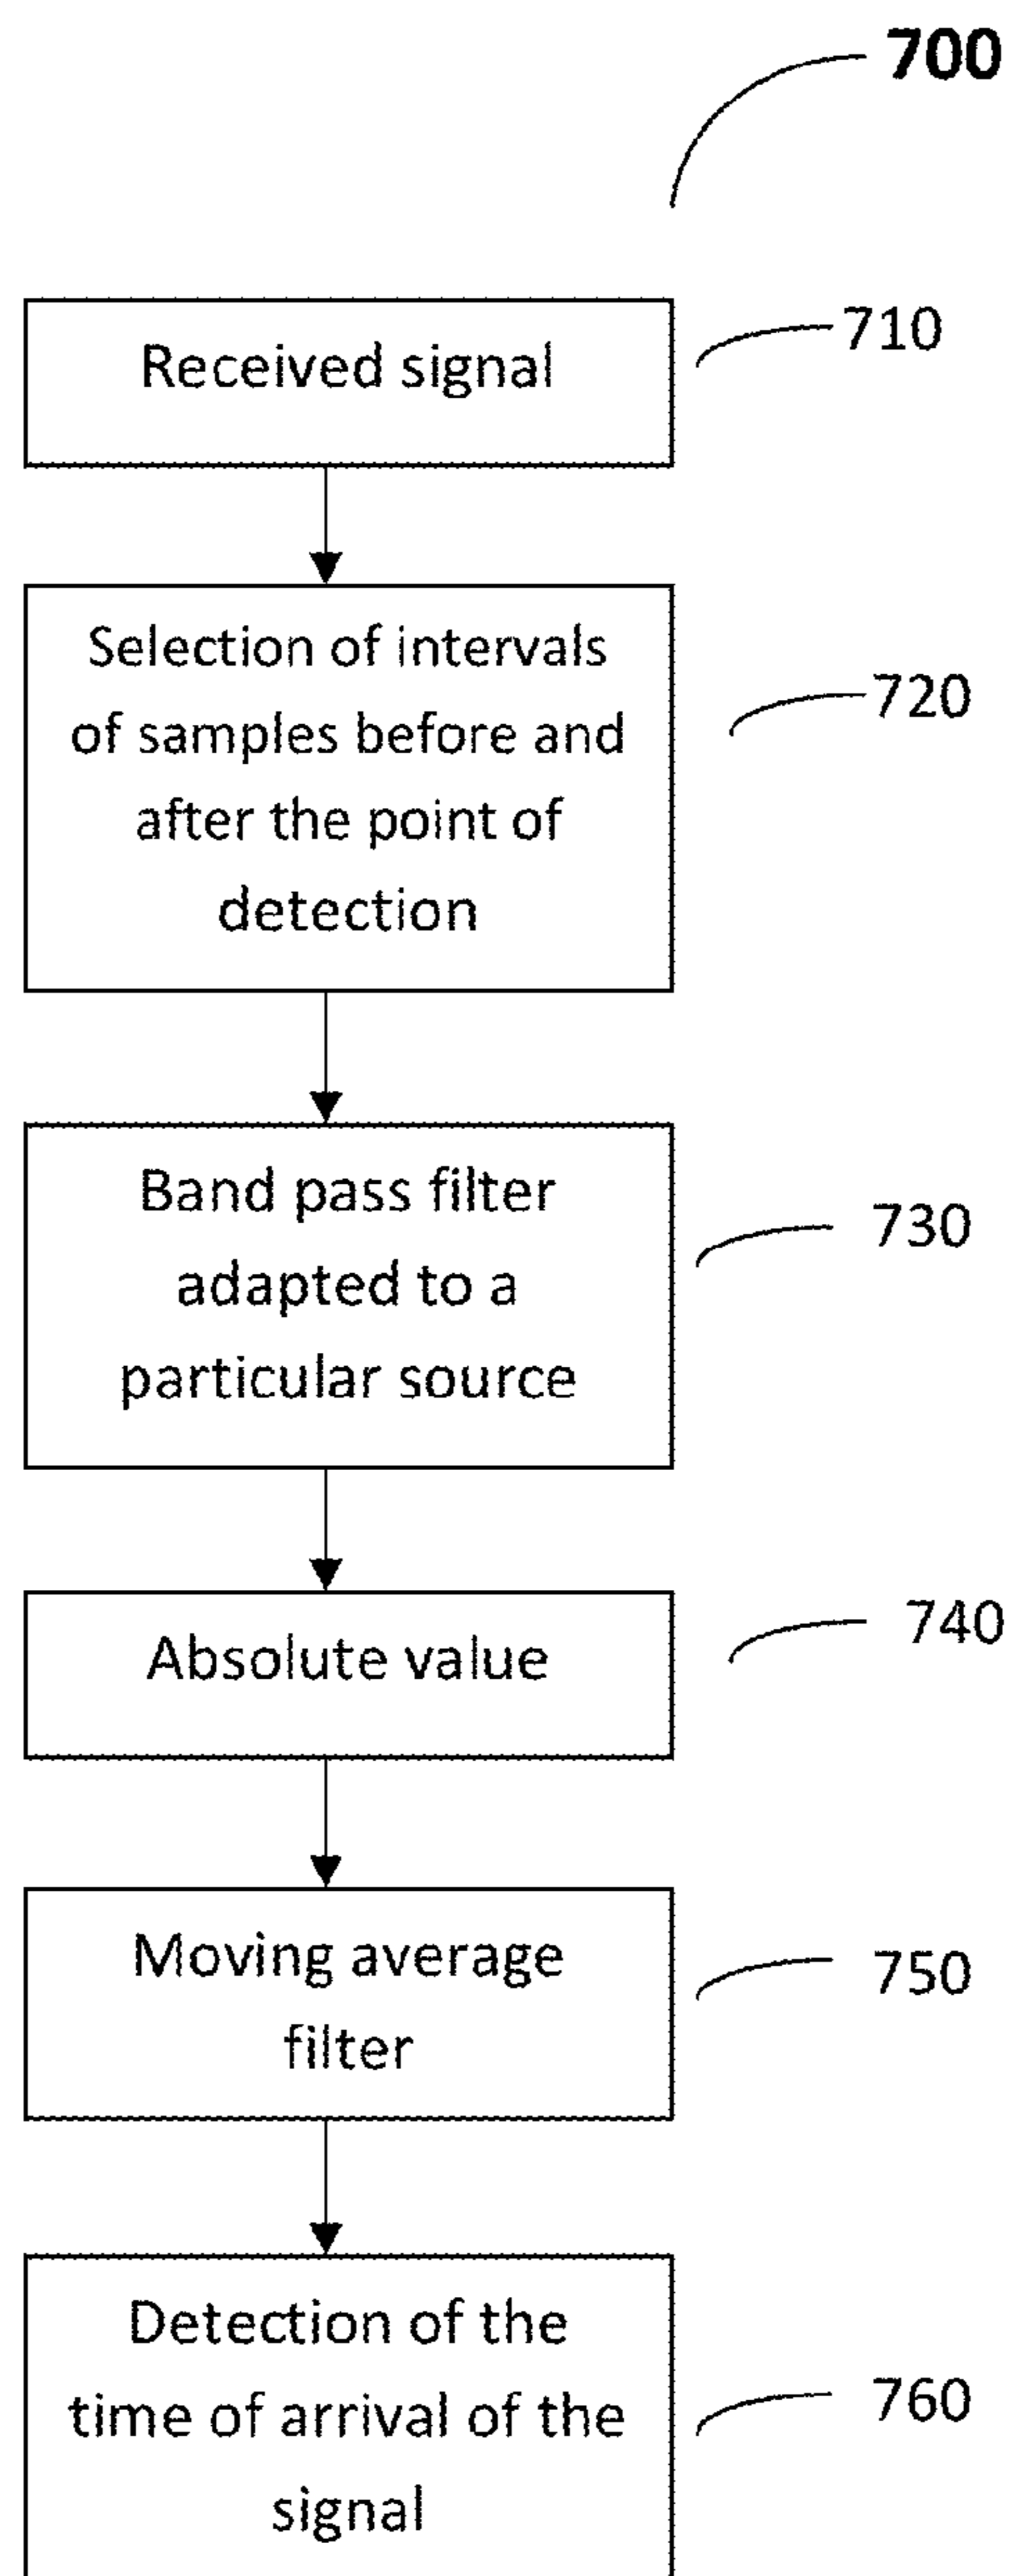 700
Received signal
710
Selection of intervals
of samples before and
after the point of
detection
720
Band pass filter
adapted to a
particular source
730
Absolute value
740
Moving average
filter
750
Detection of the
time of arrival of the
signal
760